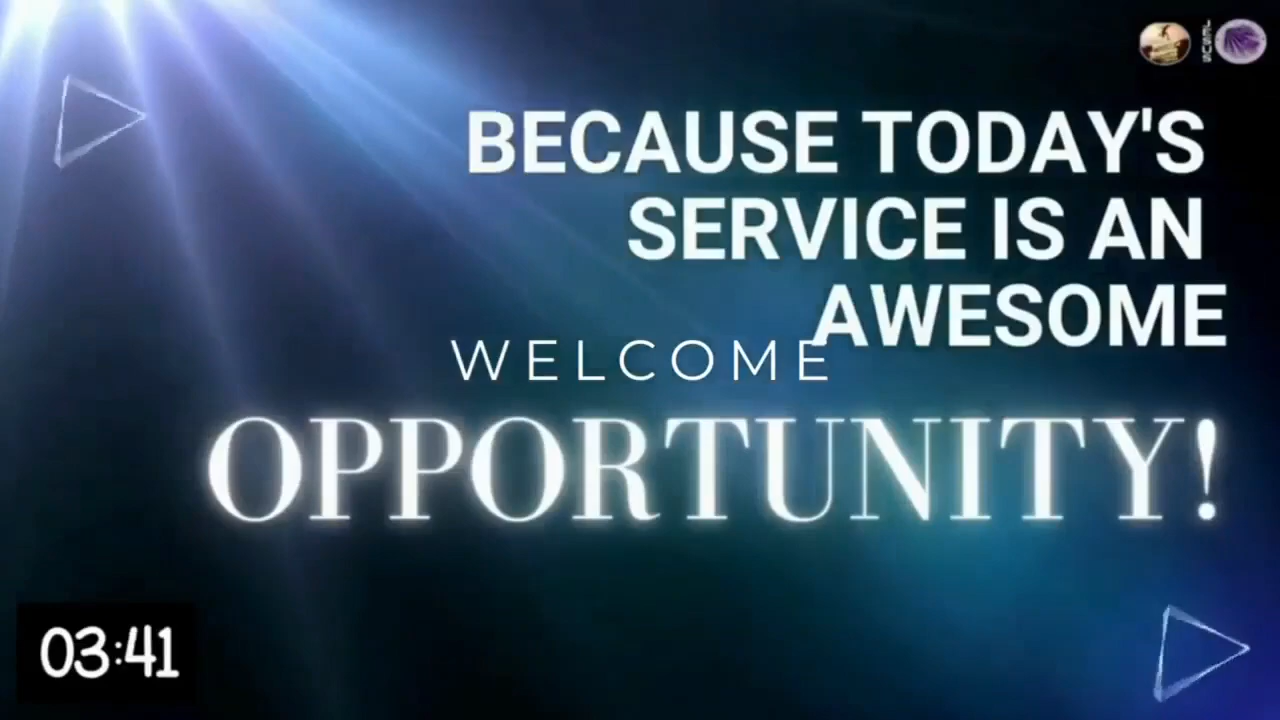 BECAUSE TODAY'S
SERVICE IS AN
AWESOME
WELCOME
OPPORTUNITY!
03:41